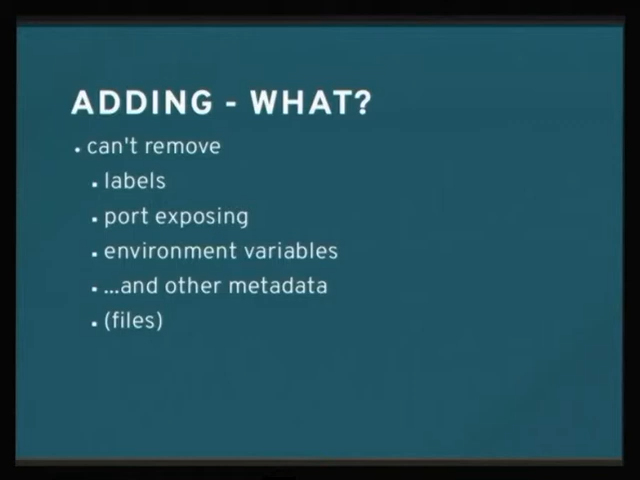 ADDING - WHAT?
can't remove
labels
port exposing
environment variables
...and other metadata
(files)